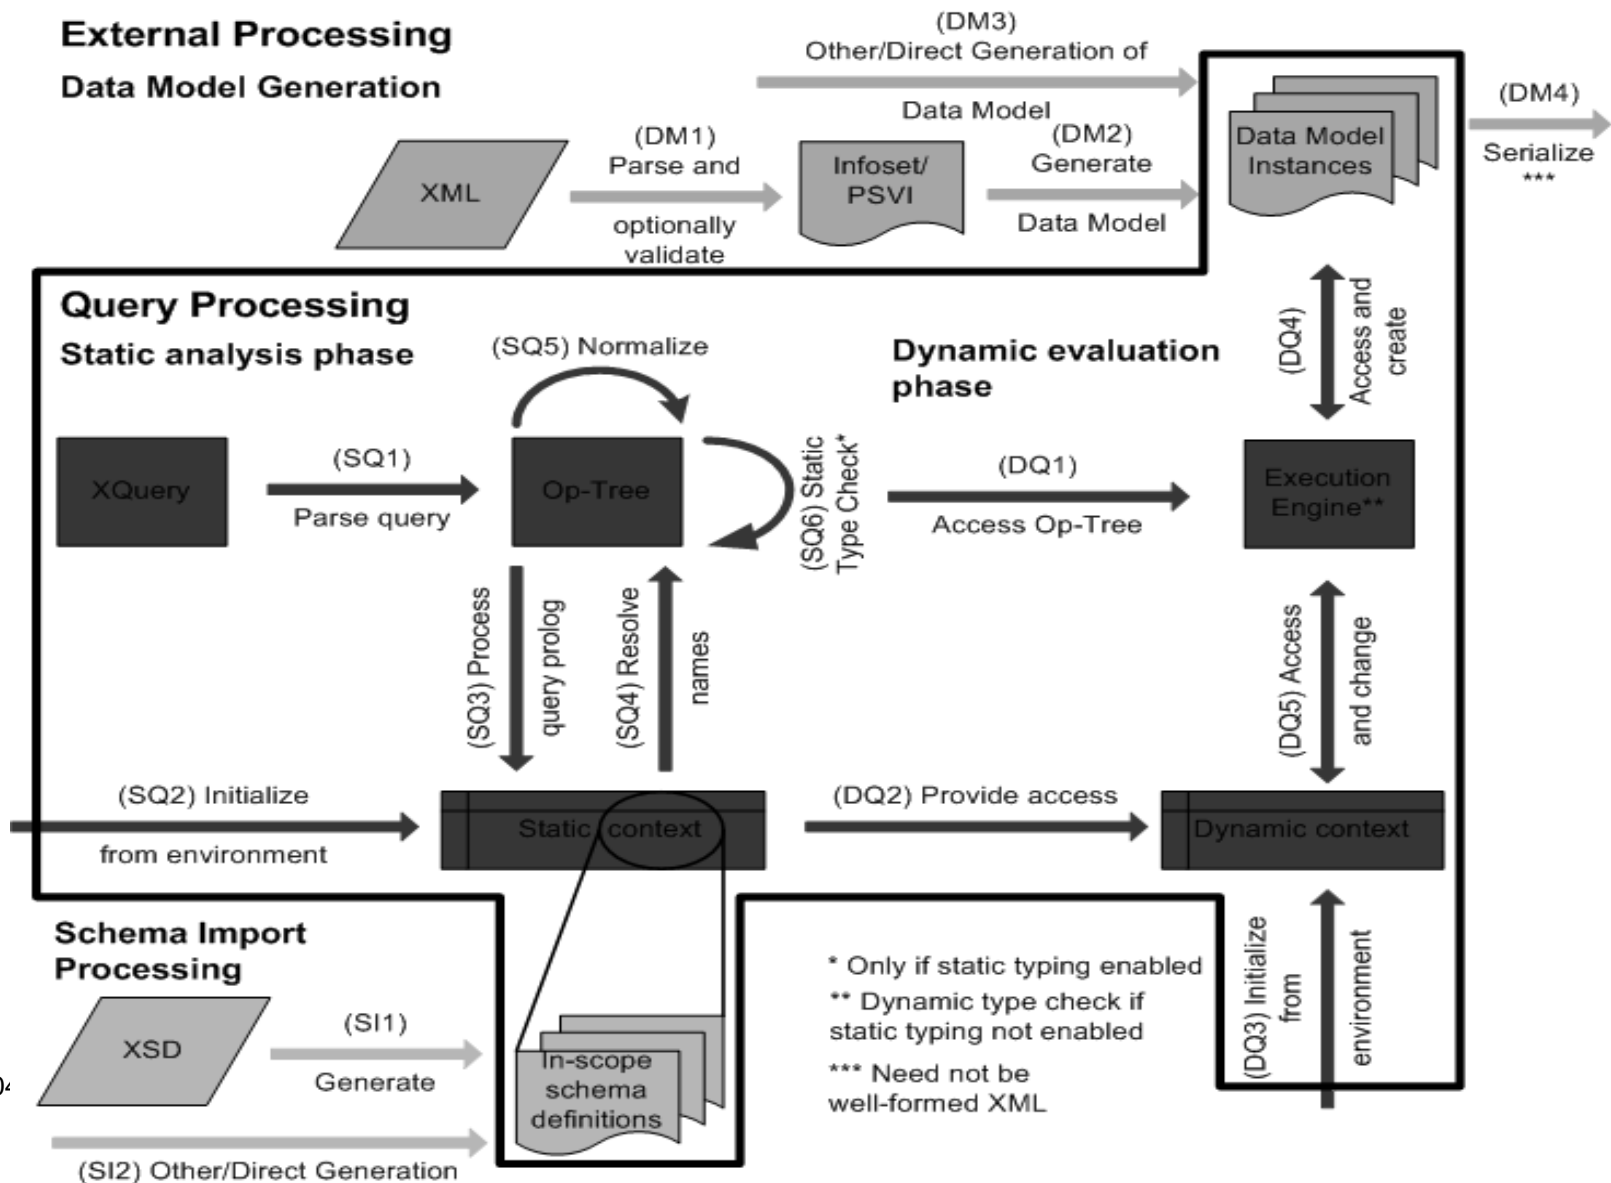 External Processing
Data Model Generation
(DM3)
Other/Direct Generation of
Data Model
(DM1)
Parse and
optionally
validate
XML
Infoset/
PSVI
(DM2)
Generate
Data Model
Data Model
Instances
(DM4)
Serialize
***
Query Processing
Static analysis phase
(SQ5) Normalize
Dynamic evaluation
phase
(DQ4)
Access and
create
XQuery
(SQ1)
Parse query
Op-Tree
(SQ6) Static
Type Check*
(DQ1)
Access Op-Tree
Execution
Engine**
(SQ3) Process
query prolog
(SQ4) Resolve
names
(DQ5) Access
and change
(SQ2) Initialize
from environment
Static context
(DQ2) Provide access
Dynamic context
Schema Import
Processing
XSD
(SI1)
Generate
(SI2) Other/Direct Generation
In-scope
schema
definitions
* Only if static typing enabled
** Dynamic type check if
static typing not enabled
*** Need not be
well-formed XML
(DQ3) Initialize
from
environment